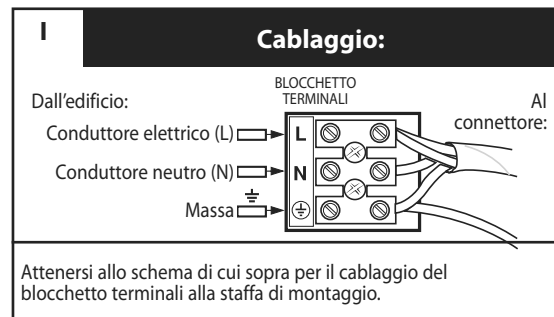 I
Cablaggio:
BLOCCHETTO
TERMINALI
Dall'edificio:
Al
connettore:
Conduttore elettrico (L)
L
Conduttore neutro (N)
N
Massa
Attenersi allo schema di cui sopra per il cablaggio del
blocchetto terminali alla staffa di montaggio.